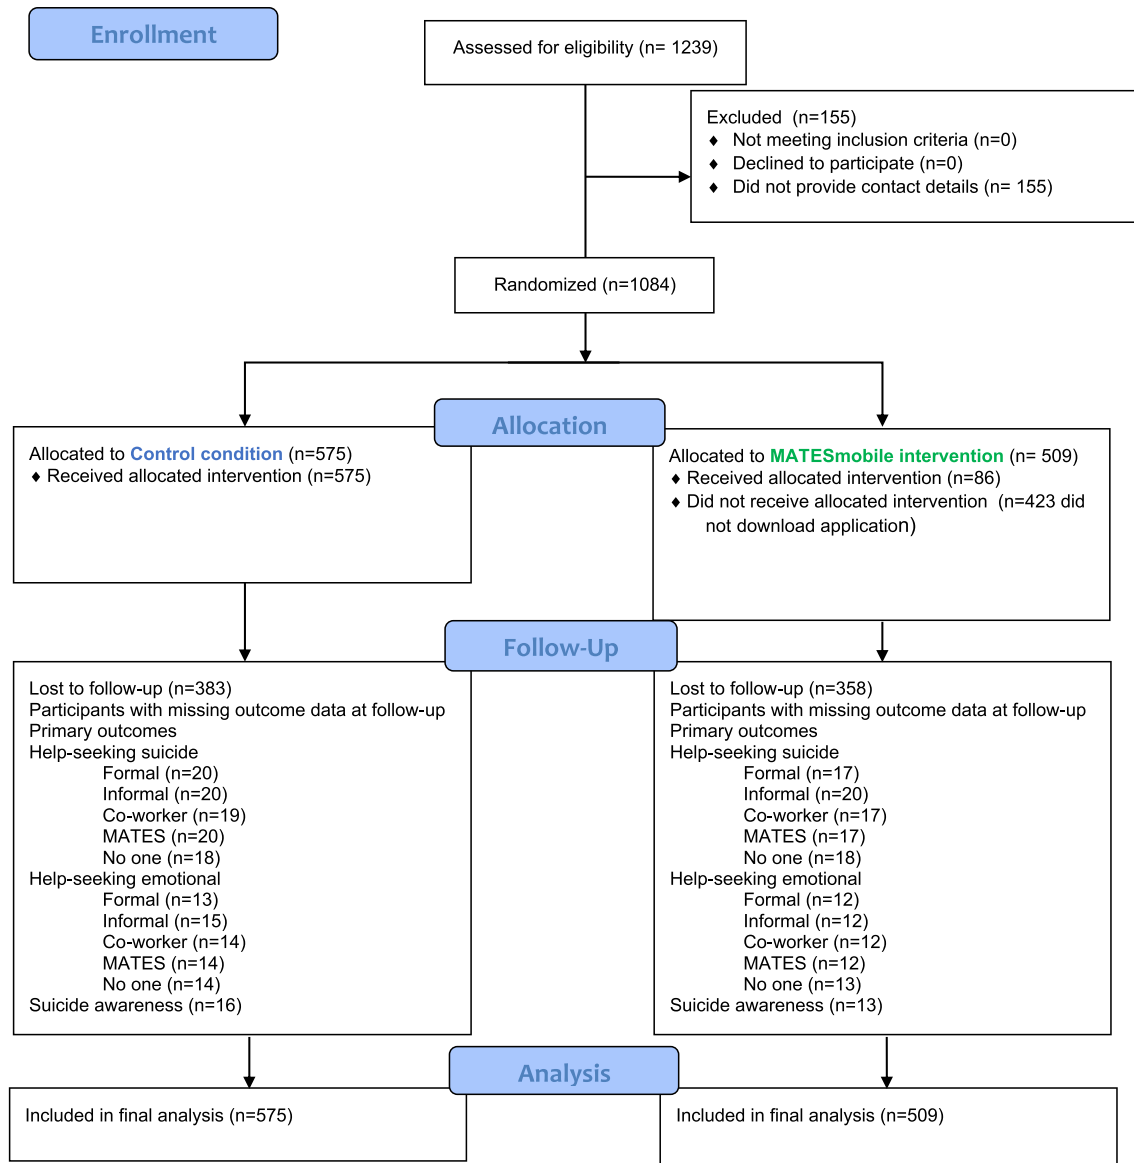 Enrollment
Assessed for eligibility (n= 1239)
Excluded (n=155)
♦ Not meeting inclusion criteria (n=0)
♦ Declined to participate (n=0)
♦ Did not provide contact details (n= 155)
Randomized (n=1084)
Allocation
Allocated to Control condition (n=575)
♦ Received allocated intervention (n=575)
Allocated to MATESmobile intervention (n= 509)
♦ Received allocated intervention (n=86)
♦ Did not receive allocated intervention (n=423 did
not download application)
Follow-Up
Lost to follow-up (n=383)
Participants with missing outcome data at follow-up
Primary outcomes
Help-seeking suicide
Formal (n=20)
Informal (n=20)
Co-worker (n=19)
MATES (n=20)
No one (n=18)
Help-seeking emotional
Formal (n=13)
Informal (n=15)
Co-worker (n=14)
MATES (n=14)
No one (n=14)
Suicide awareness (n=16)
Lost to follow-up (n=358)
Participants with missing outcome data at follow-up
Primary outcomes
Help-seeking suicide
Formal (n=17)
Informal (n=20)
Co-worker (n=17)
MATES (n=17)
No one (n=18)
Help-seeking emotional
Formal (n=12)
Informal (n=12)
Co-worker (n=12)
MATES (n=12)
No one (n=13)
Suicide awareness (n=13)
Analysis
Included in final analysis (n=575)
Included in final analysis (n=509)